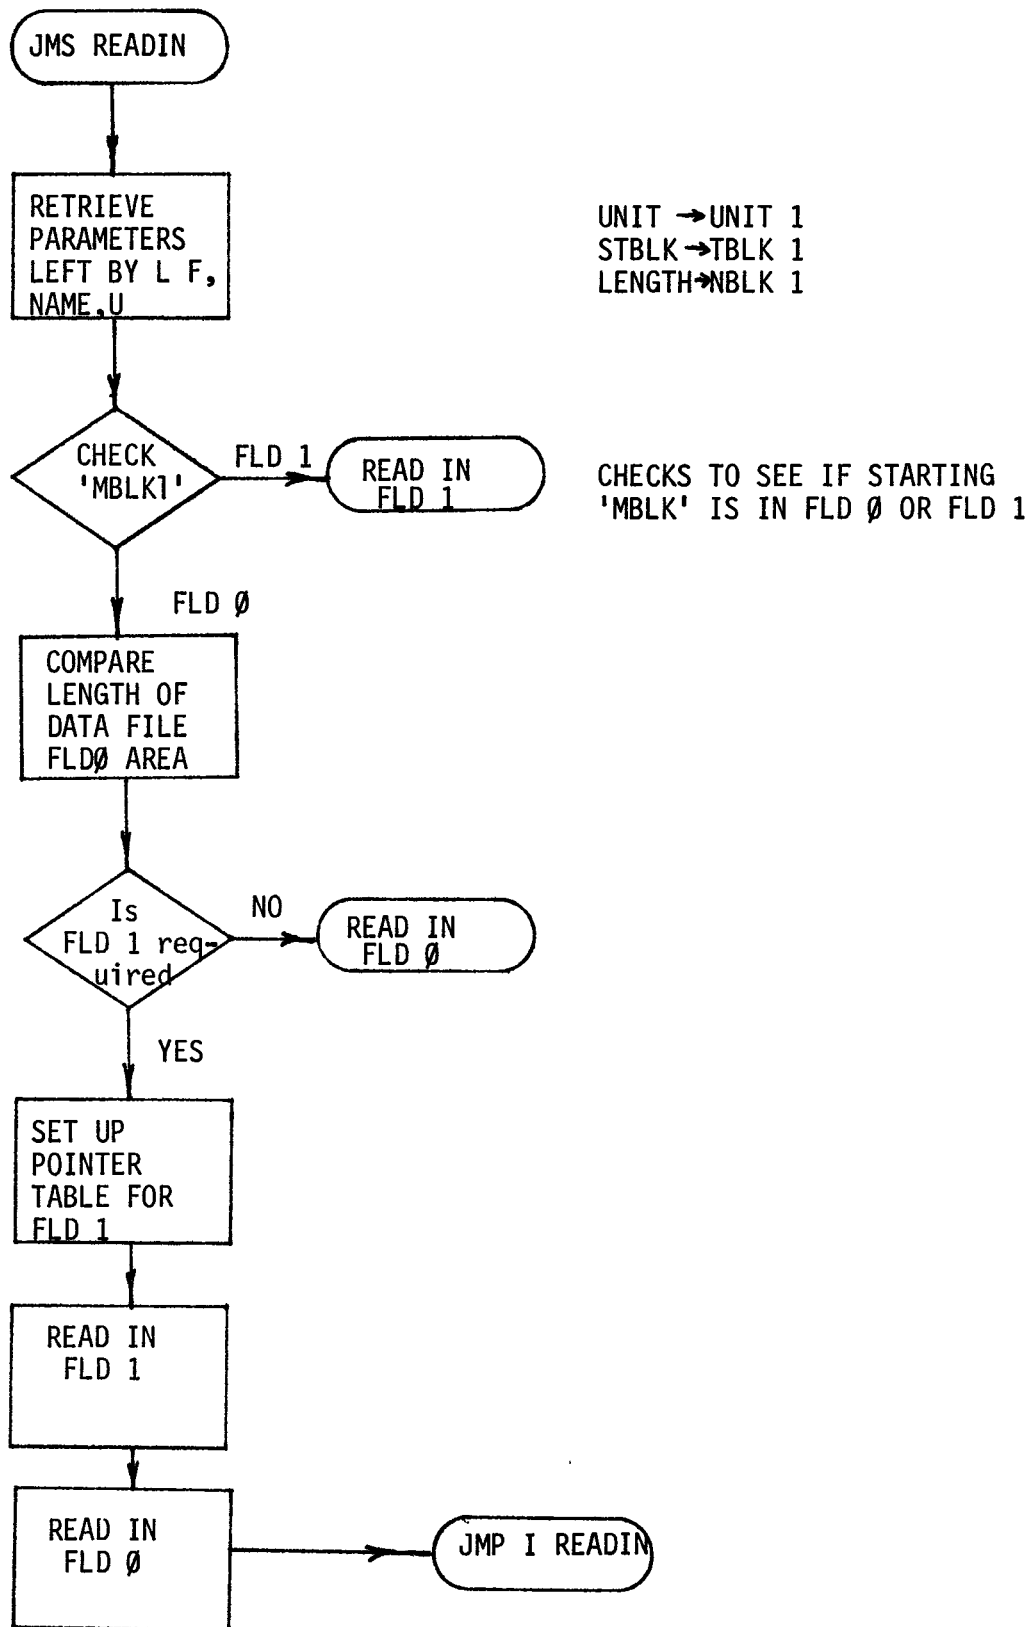 JMS READIN
RETRIEVE
PARAMETERS
LEFT BY L F,
NAME,U
UNIT →UNIT 1
STBLK→TBLK 1
LENGTH→NBLK 1
CHECK
'MBLK1'
FLD 1
READ IN
FLD 1
CHECKS TO SEE IF STARTING
'MBLK' IS IN FLD Ø OR FLD 1
FLD Ø
COMPARE
LENGTH OF
DATA FILE
FLDØ AREA
Is
FLD 1 req-
uired
NO
READ IN
FLD Ø
YES
SET UP
POINTER
TABLE FOR
FLD 1
READ IN
FLD 1
READ IN
FLD Ø
JMP I READIN